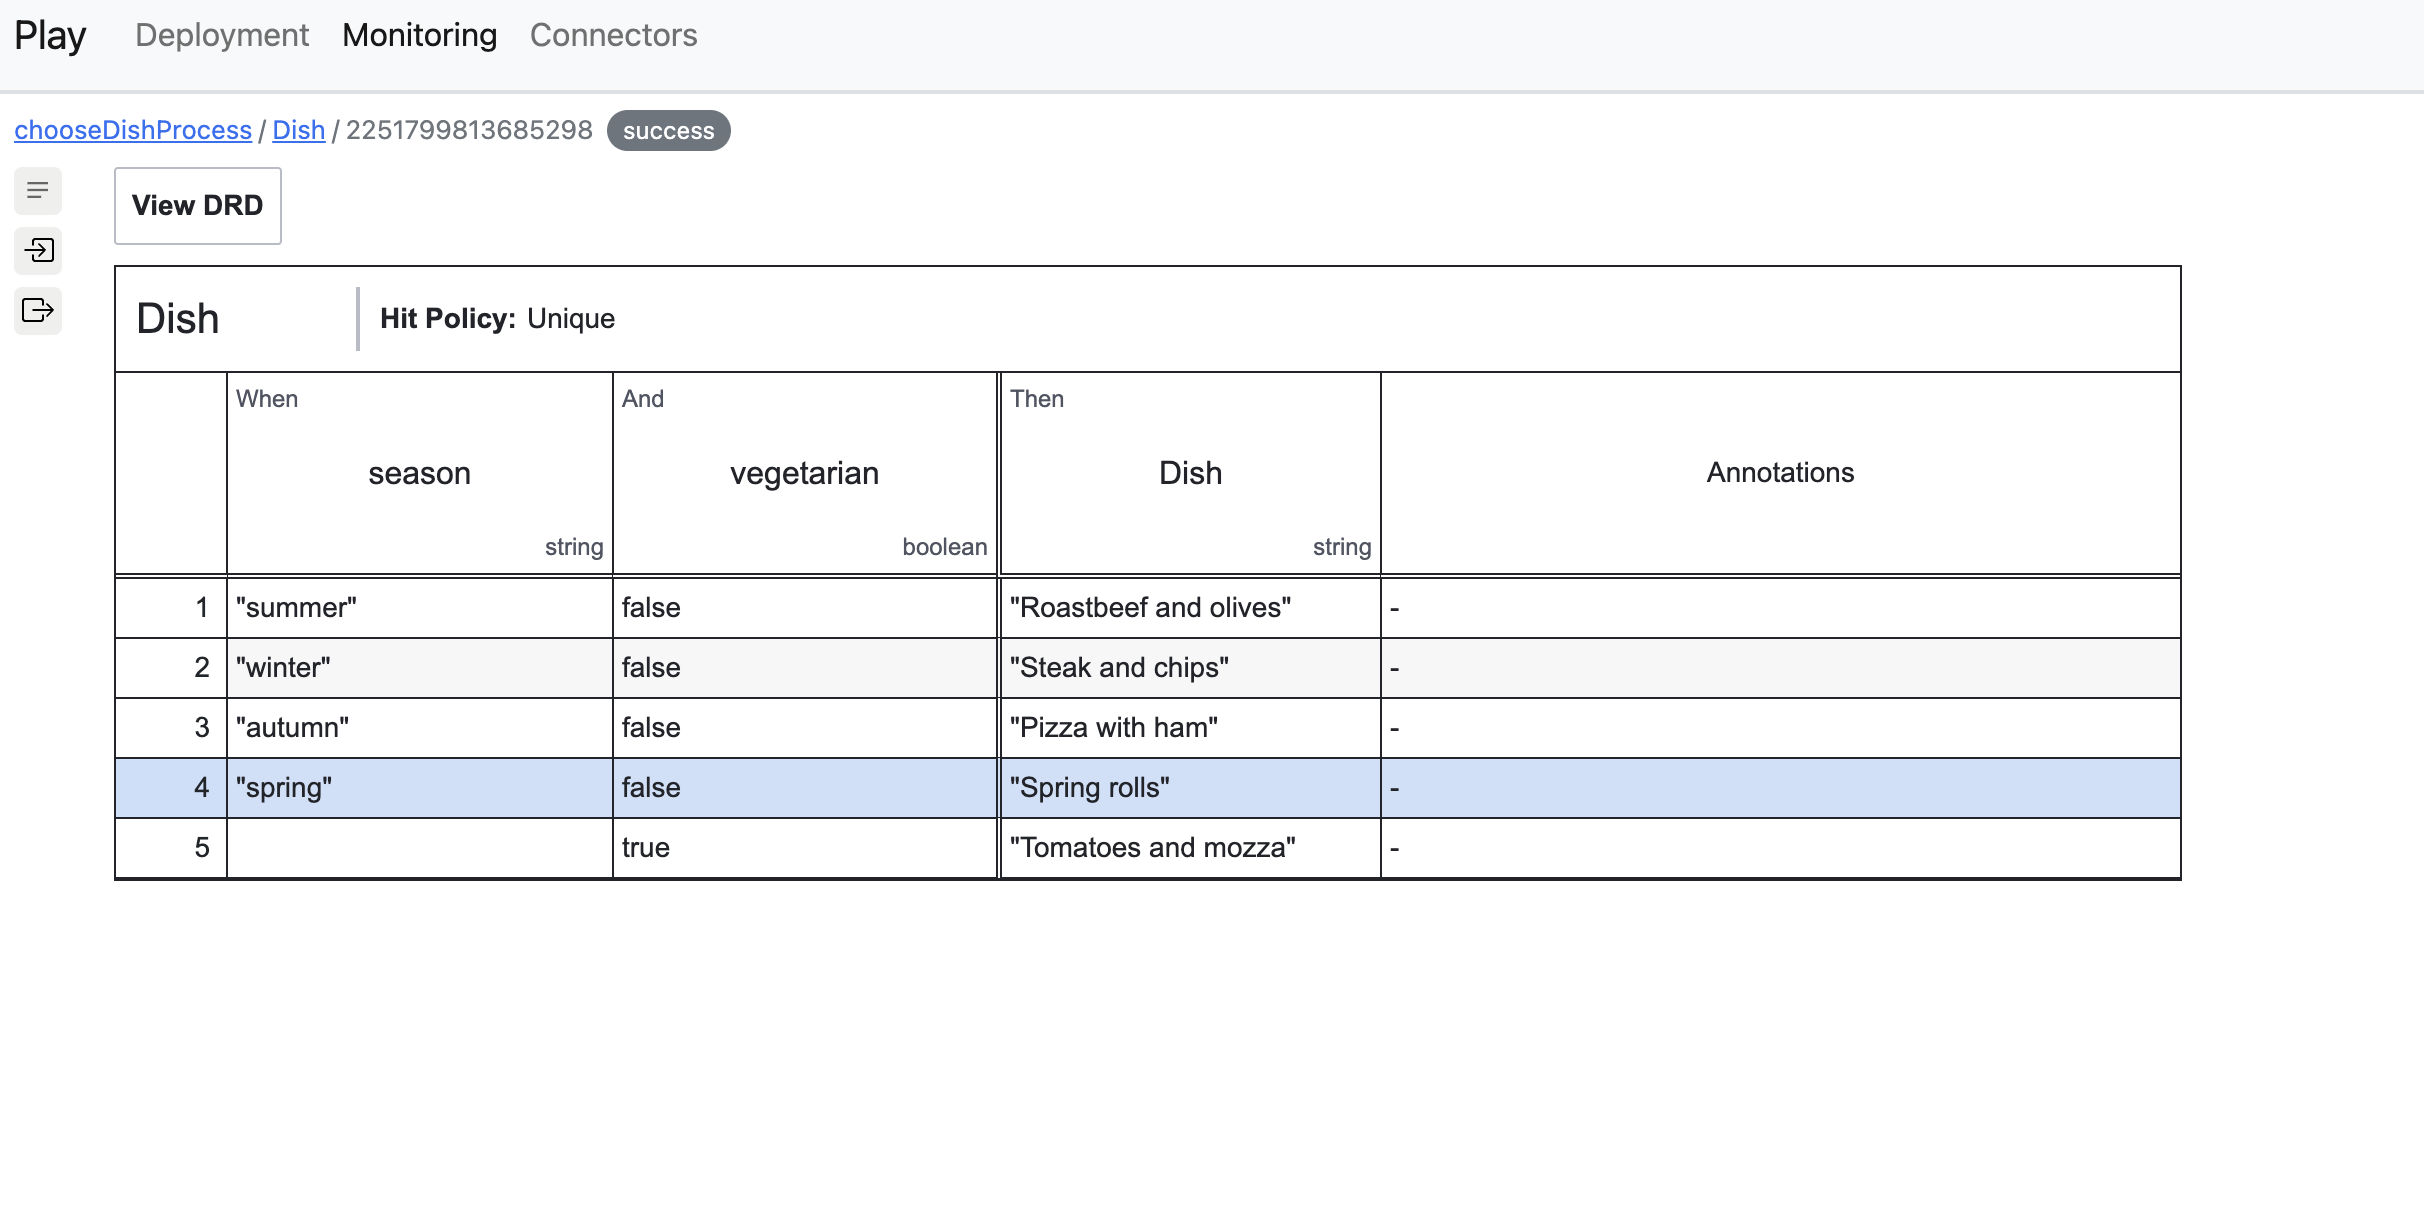 Play Deployment Monitoring Connectors
chooseDishProcess / Dish / 2251799813685298 success
View DRD
Dish Hit Policy: Unique
When And Then
season vegetarian Dish Annotations
string boolean string
1 "summer" false "Roastbeef and olives" -
2 "winter" false "Steak and chips" -
3 "autumn" false "Pizza with ham" -
4 "spring" false "Spring rolls" -
5 true "Tomatoes and mozza" -